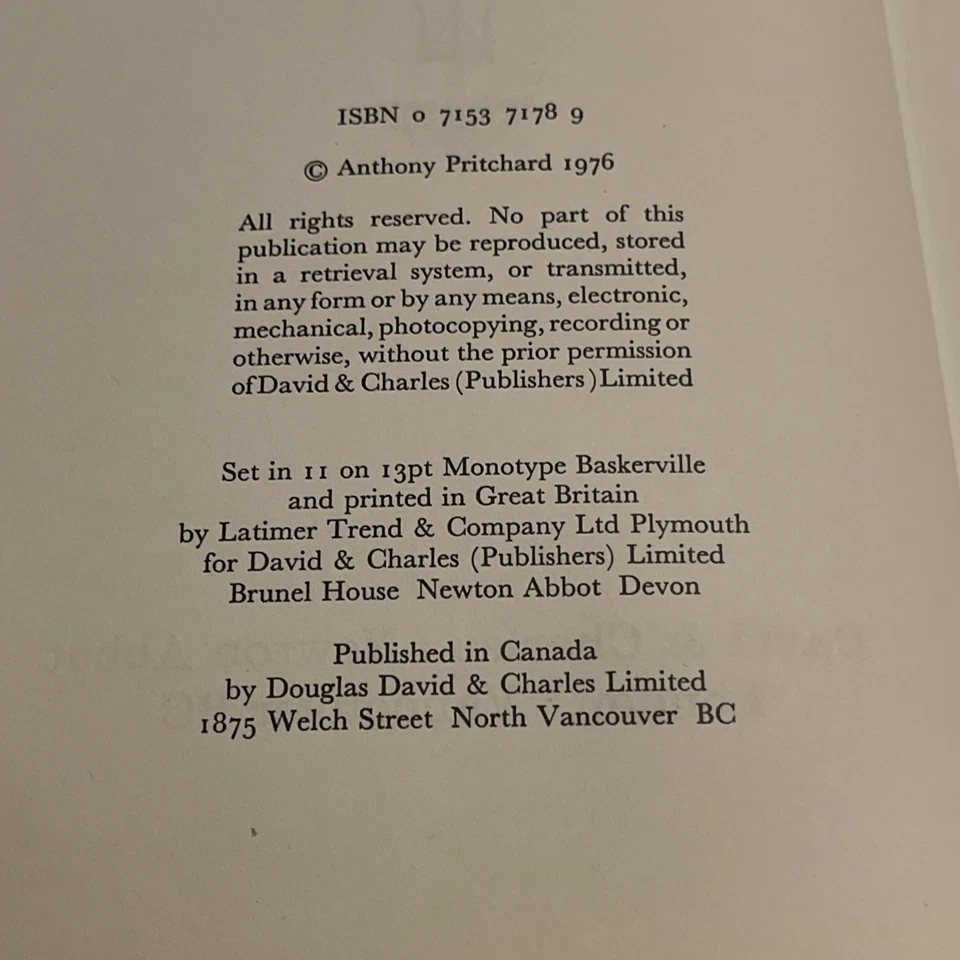 ISBN 0 7153 7178 9
© Anthony Pritchard 1976
All rights reserved. No part of this
publication may be reproduced, stored
in a retrieval system, or transmitted,
in any form or by any means, electronic,
mechanical, photocopying, recording or
otherwise, without the prior permission
of David & Charles (Publishers) Limited
Set in 11 on 13pt Monotype Baskerville
and printed in Great Britain
by Latimer Trend & Company Ltd Plymouth
for David & Charles (Publishers) Limited
Brunel House Newton Abbot Devon
Published in Canada
by Douglas David & Charles Limited
1875 Welch Street North Vancouver BC